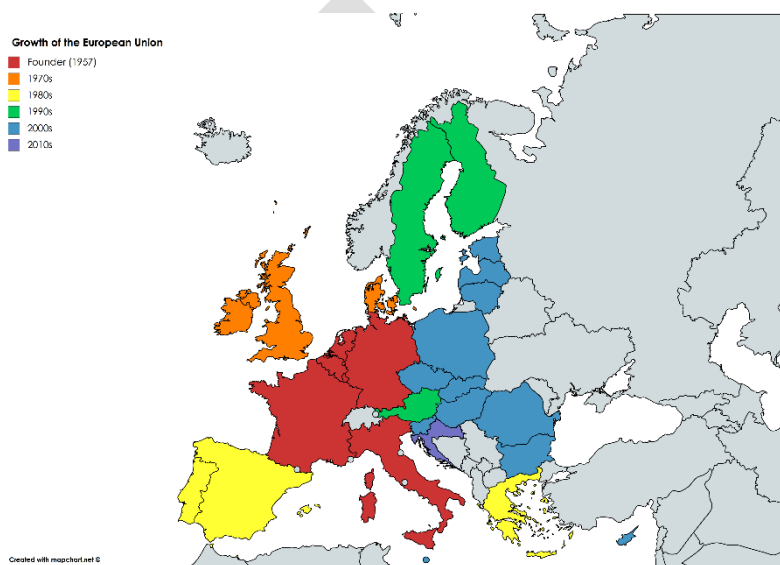 Growth of the European Union
Founder (1957)
1970s
1980s
1990s
2000s
2010s
Created with mapchart.net ©